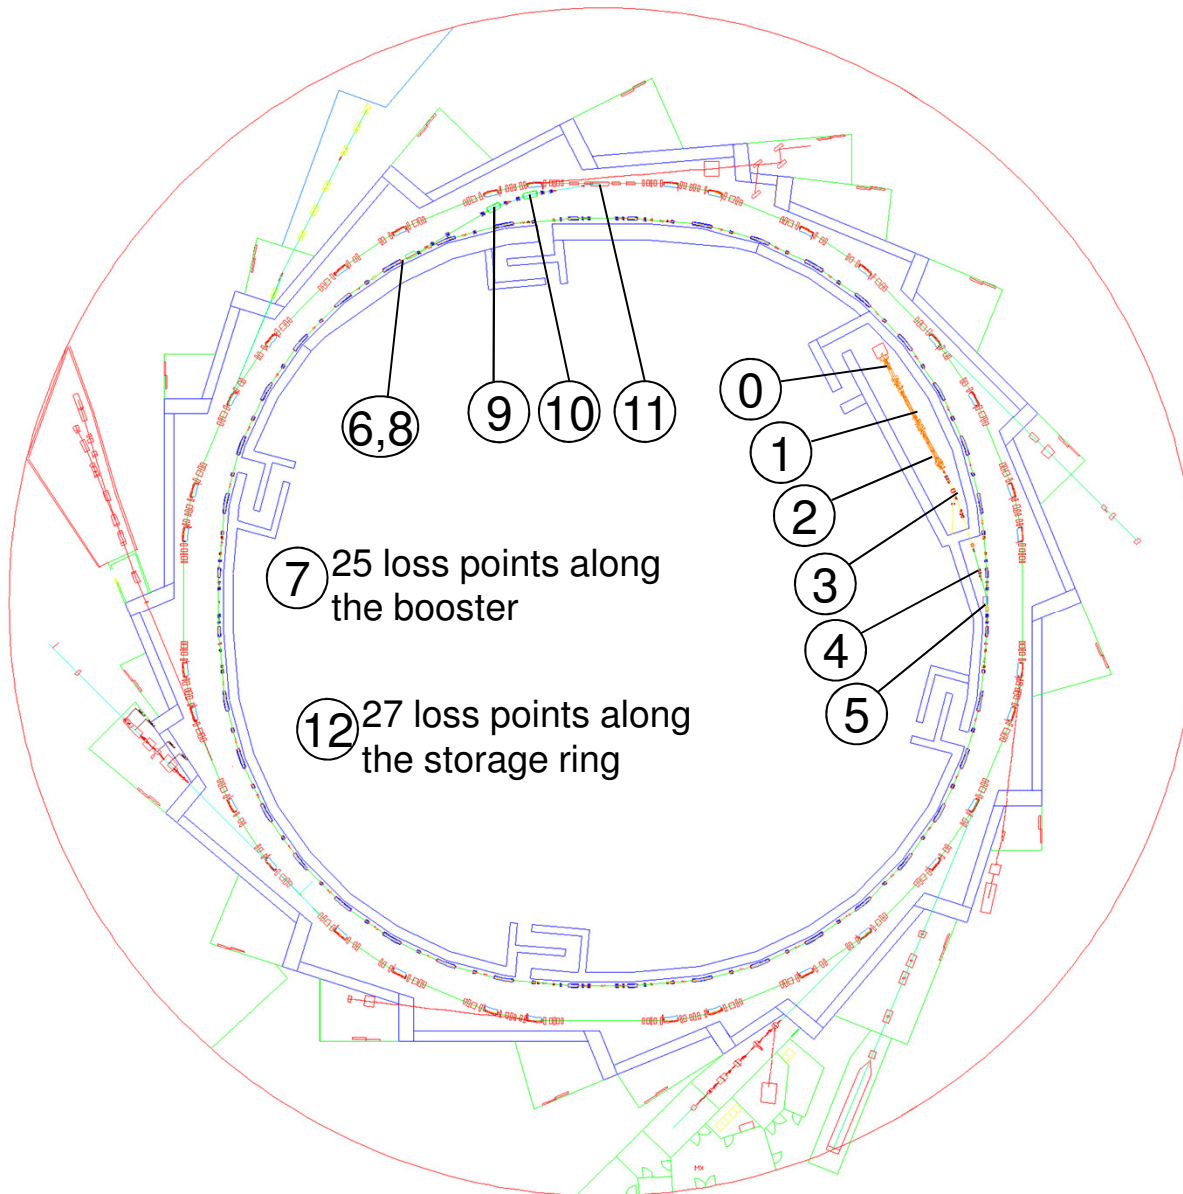 0
6,8
9
10
11
1
2
7
25 loss points along
the booster
3
4
12
27 loss points along
the storage ring
5
MX